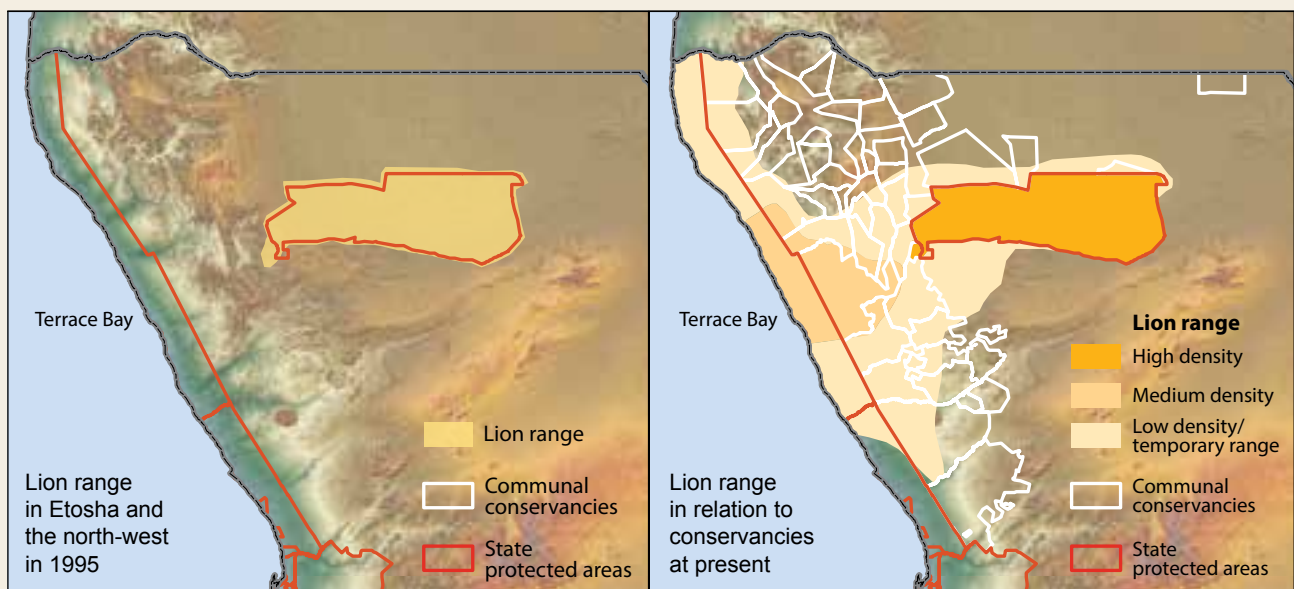 Terrace Bay
Lion range
in Etosha and
the north-west
in 1995
Lion range
Communal
conservancies
State
protected areas
Terrace Bay
Lion range
in relation to
conservancies
at present
Lion range
High density
Medium density
Low density/
temporary range
Communal
conservancies
State
protected areas